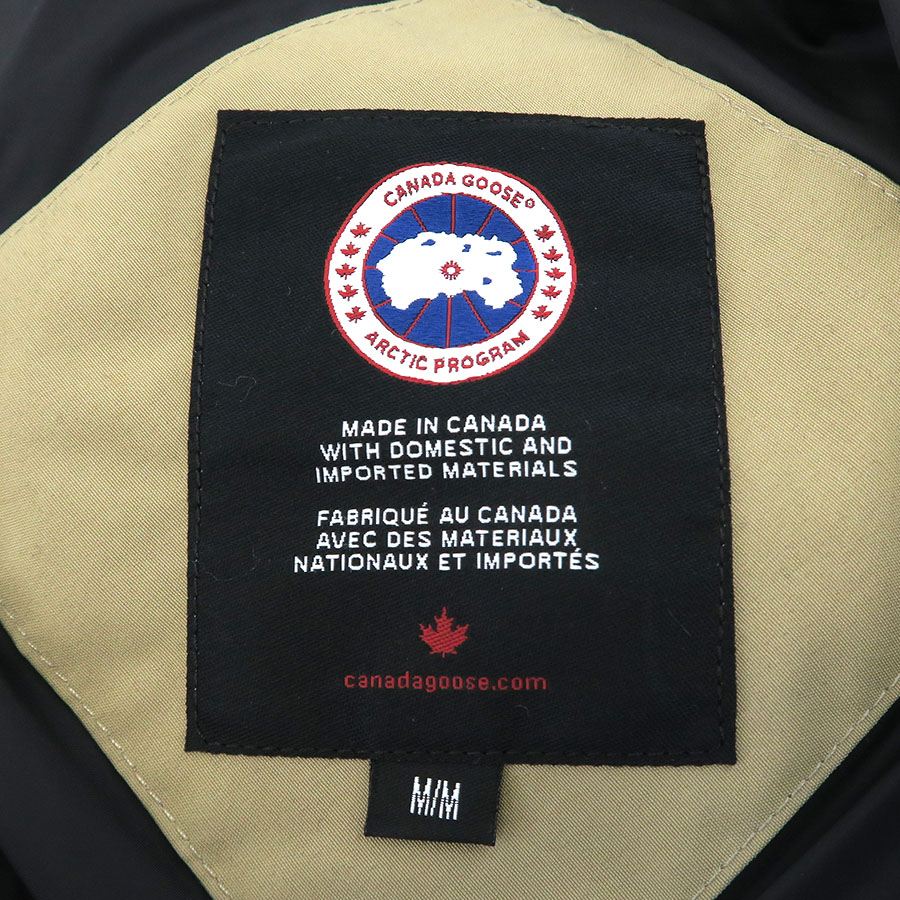 CANADA GOOSE®
ARCTIC PROGRAM
MADE IN CANADA
WITH DOMESTIC AND
IMPORTED MATERIALS
FABRIQUÉ AU CANADA
AVEC DES MATERIAUX
NATIONAUX ET IMPORTÉS
canadagoose.com
M/M